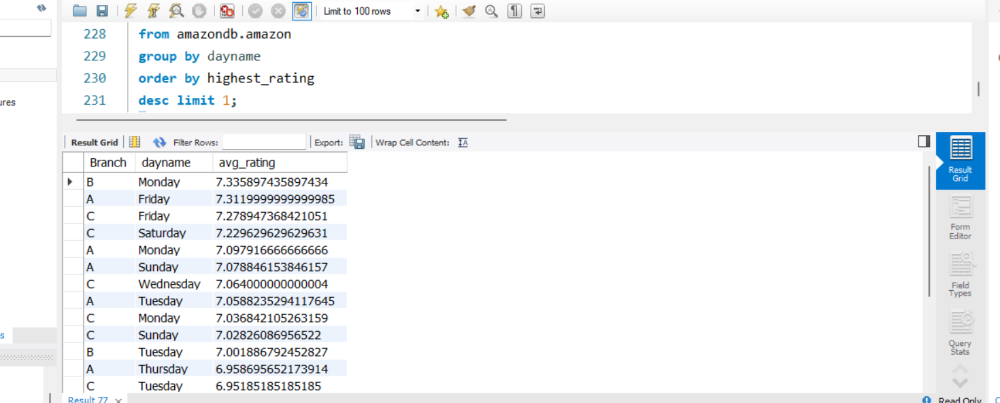 Limit to 100 rows
228 from amazondb.amazon
229 group by dayname
230 order by highest_rating
231 desc limit 1;
ures
Result Grid Filter Rows: Export: Wrap Cell Content:
Branch dayname avg_rating
B Monday 7.335897435897434
A Friday 7.3119999999999985
C Friday 7.278947368421051
C Saturday 7.229629629629631
A Monday 7.097916666666666
A Sunday 7.078846153846157
C Wednesday 7.064000000000004
A Tuesday 7.0588235294117645
C Monday 7.036842105263159
C Sunday 7.02826086956522
B Tuesday 7.001886792452827
A Thursday 6.958695652173914
C Tuesday 6.95185185185185
Result
Grid
Form
Editor
Field
Types
Query
Stats
s
Result 77
Read Only